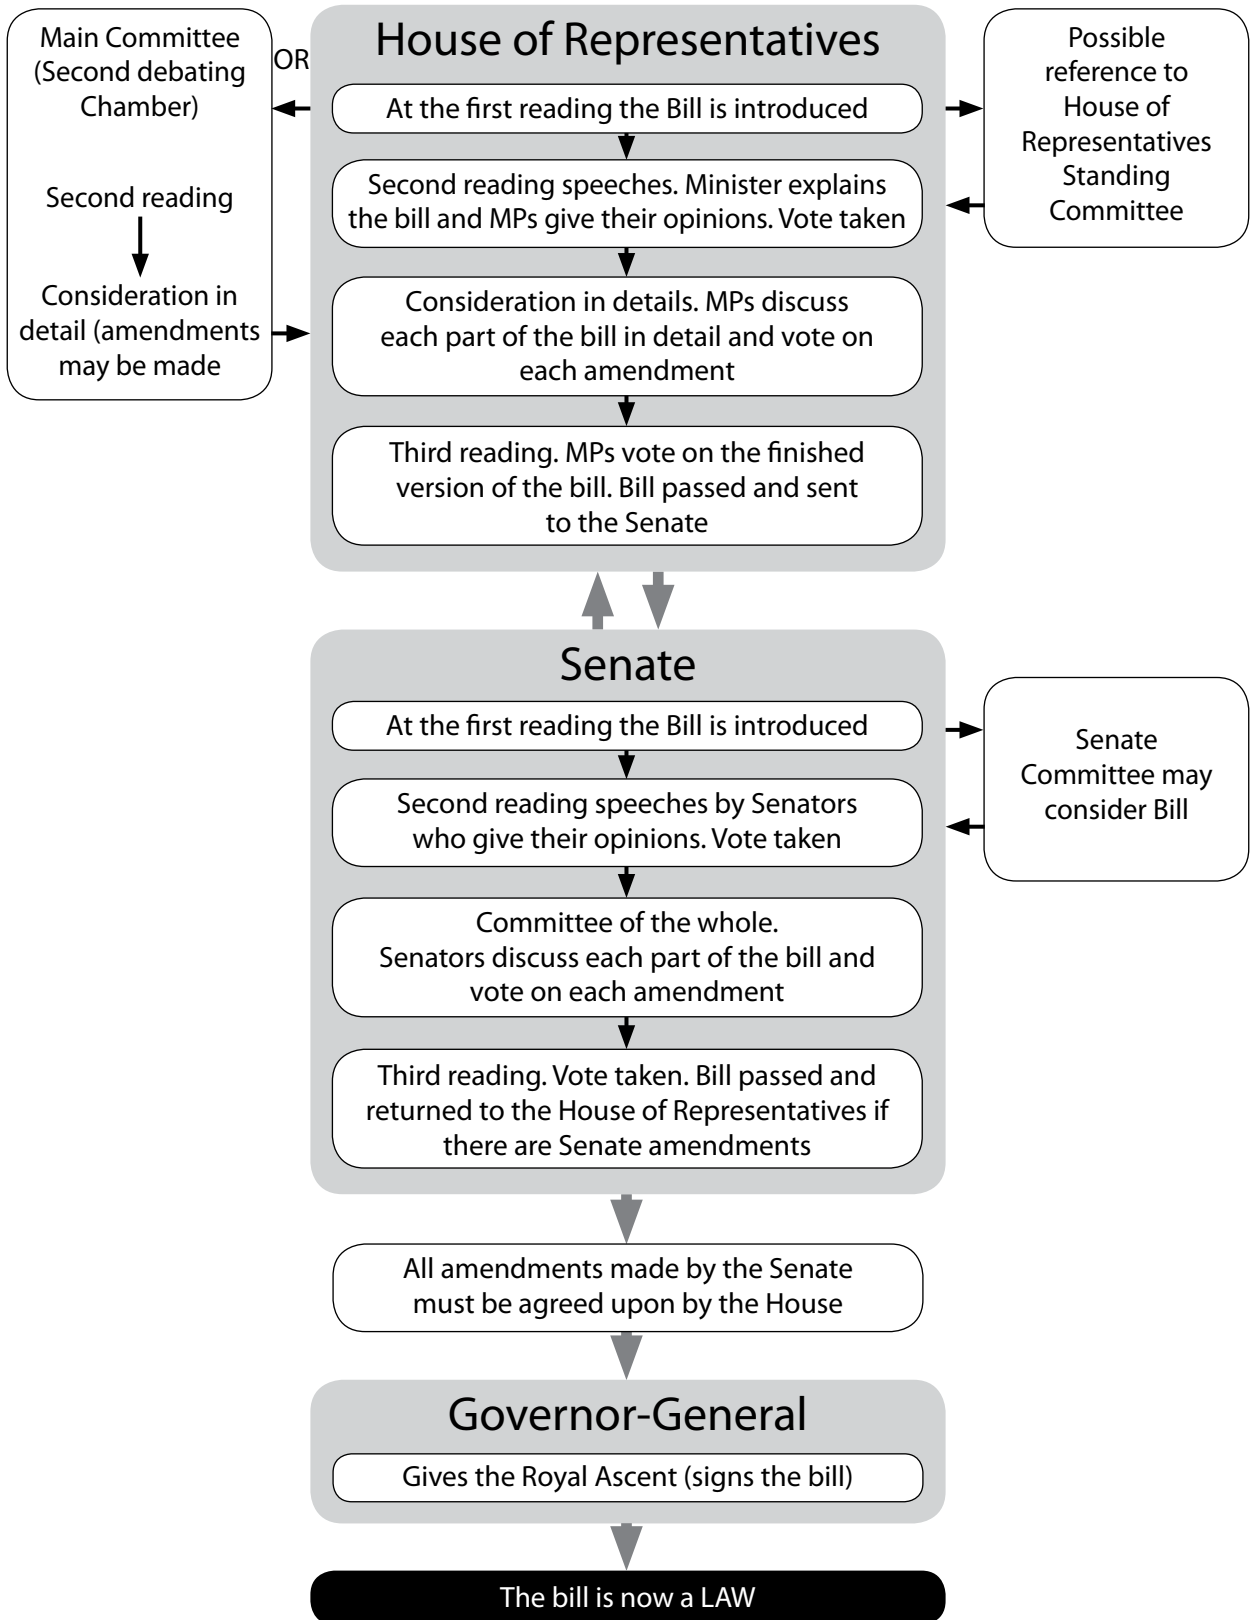 Main Committee
(Second debating
Chamber)
Second reading
Consideration in
detail (amendments
may be made
OR
House of Representatives
At the first reading the Bill is introduced
Second reading speeches. Minister explains
the bill and MPs give their opinions. Vote taken
Consideration in details. MPs discuss
each part of the bill in detail and vote on
each amendment
Third reading. MPs vote on the finished
version of the bill. Bill passed and sent
to the Senate
Possible
reference to
House of
Representatives
Standing
Committee
Senate
At the first reading the Bill is introduced
Second reading speeches by Senators
who give their opinions. Vote taken
Committee of the whole.
Senators discuss each part of the bill and
vote on each amendment
Third reading. Vote taken. Bill passed and
returned to the House of Representatives if
there are Senate amendments
Senate
Committee may
consider Bill
All amendments made by the Senate
must be agreed upon by the House
Governor-General
Gives the Royal Ascent (signs the bill)
The bill is now a LAW